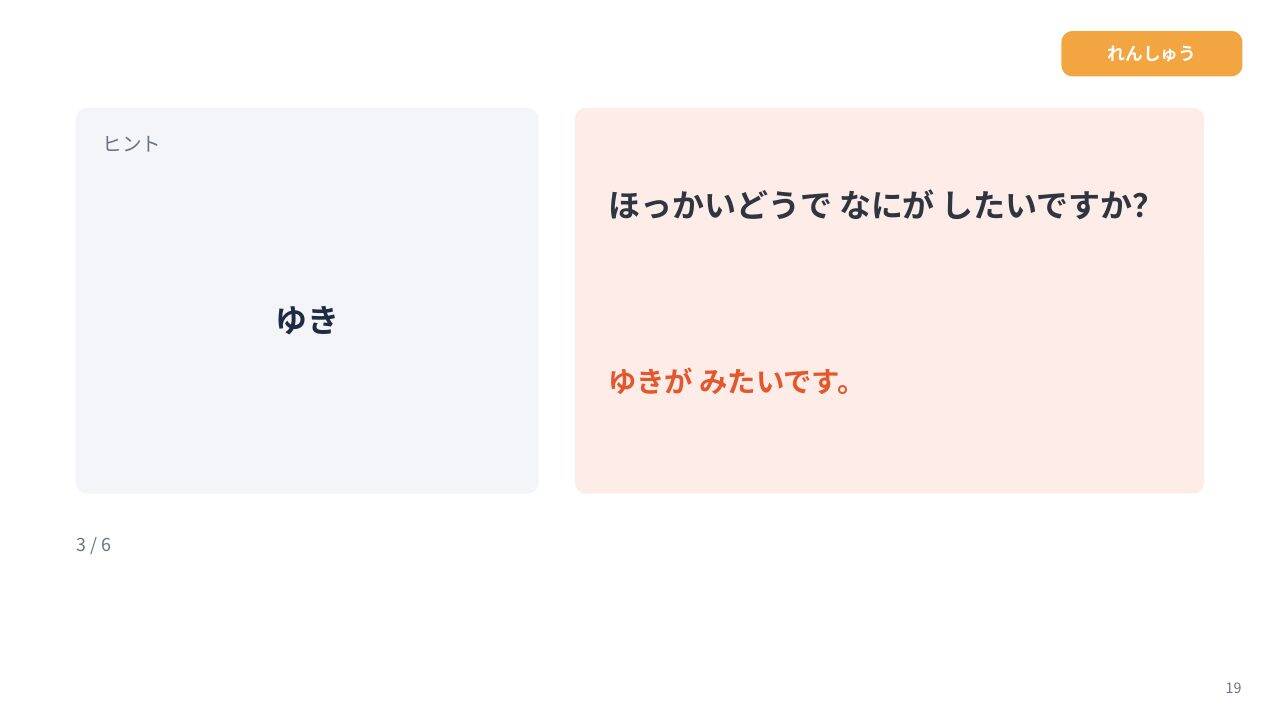 れんしゅう
ヒント
ゆき
ほっかいどうで なにが したいですか?
ゆきが みたいです。
3 / 6
19